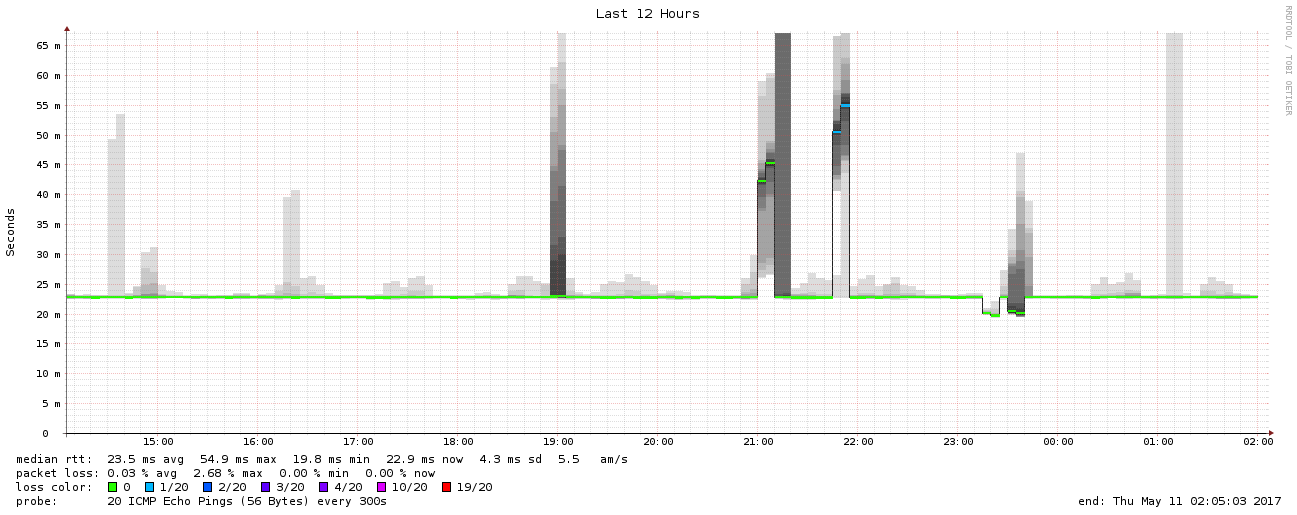 Last 12 Hours
RRDTOOL / TOBI OETIKER
Seconds
65 m
60 m
55 m
50 m
45 m
40 m
35 m
30 m
25 m
20 m
15 m
10 m
5 m
0
15:00 16:00 17:00 18:00 19:00 20:00 21:00 22:00 23:00 00:00 01:00 02:00
median rtt: 23.5 ms avg 54.9 ms max 19.8 ms min 22.9 ms now 4.3 ms sd 5.5 am/s
packet loss: 0.03 % avg 2.68 % max 0.00 % min 0.00 % now
loss color: 0 1/20 2/20 3/20 4/20 10/20 19/20
probe: 20 ICMP Echo Pings (56 Bytes) every 300s end: Thu May 11 02:05:03 2017